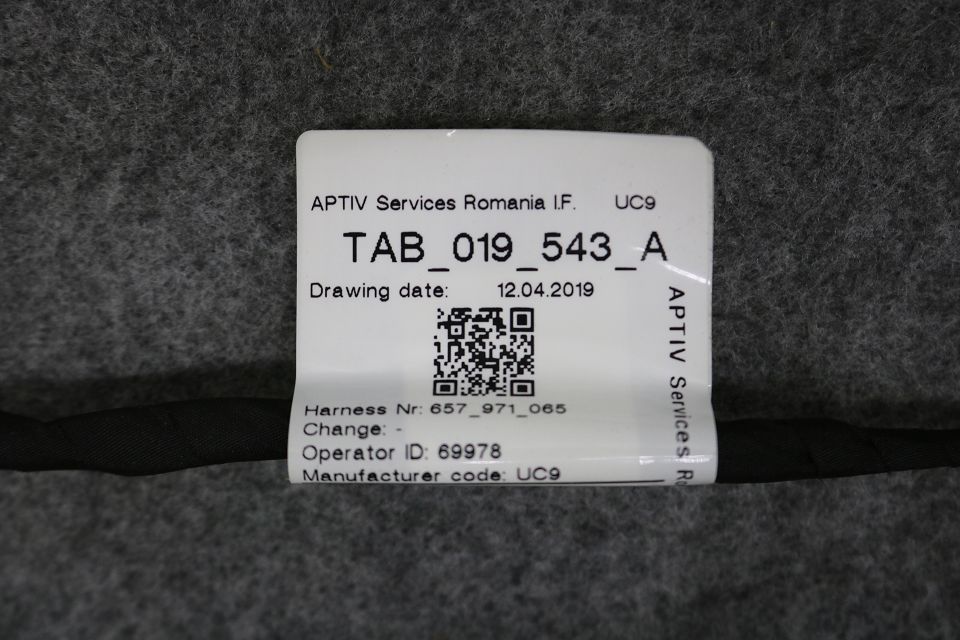 APTIV Services Romania I.F. UC9
TAB_019_543_A
Drawing date: 12.04.2019
Harness Nr: 657_971_065
Change: -
Operator ID: 69978
Manufacturer code: UC9
APTIV Services